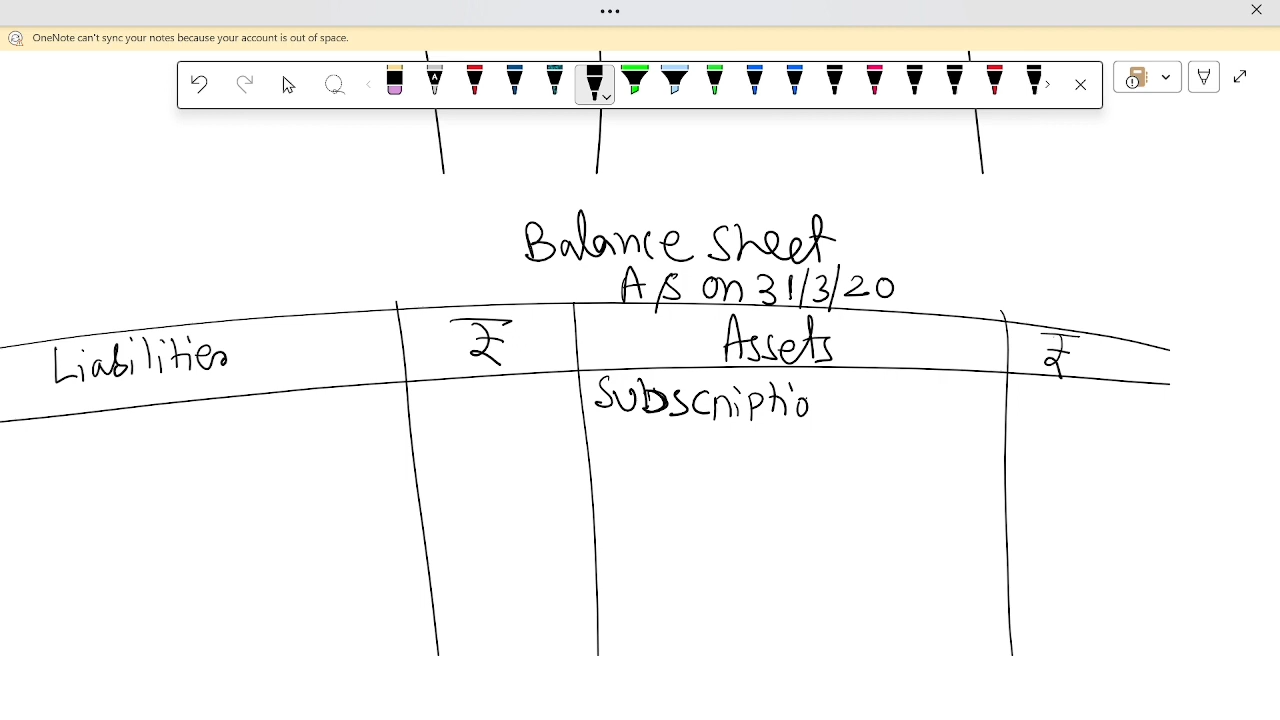 OneNote can't sync your notes because your account is out of space.
Balance Sheet
As on 31/3/20
Liabilities ₹ Assets ₹
Subscriptio